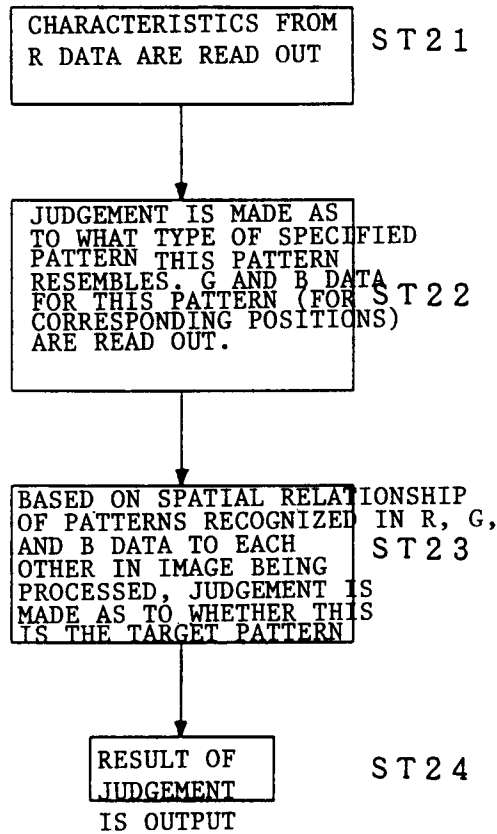 CHARACTERISTICS FROM
R DATA ARE READ OUT
ST21
JUDGEMENT IS MADE AS
TO WHAT TYPE OF SPECIFIED
PATTERN THIS PATTERN
RESEMBLES. G AND B DATA
FOR THIS PATTERN (FOR
CORRESPONDING POSITIONS)
ARE READ OUT.
ST22
BASED ON SPATIAL RELATIONSHIP
OF PATTERNS RECOGNIZED IN R, G,
AND B DATA TO EACH
OTHER IN IMAGE BEING
PROCESSED, JUDGEMENT IS
MADE AS TO WHETHER THIS
IS THE TARGET PATTERN
ST23
RESULT OF
JUDGEMENT
IS OUTPUT
ST24